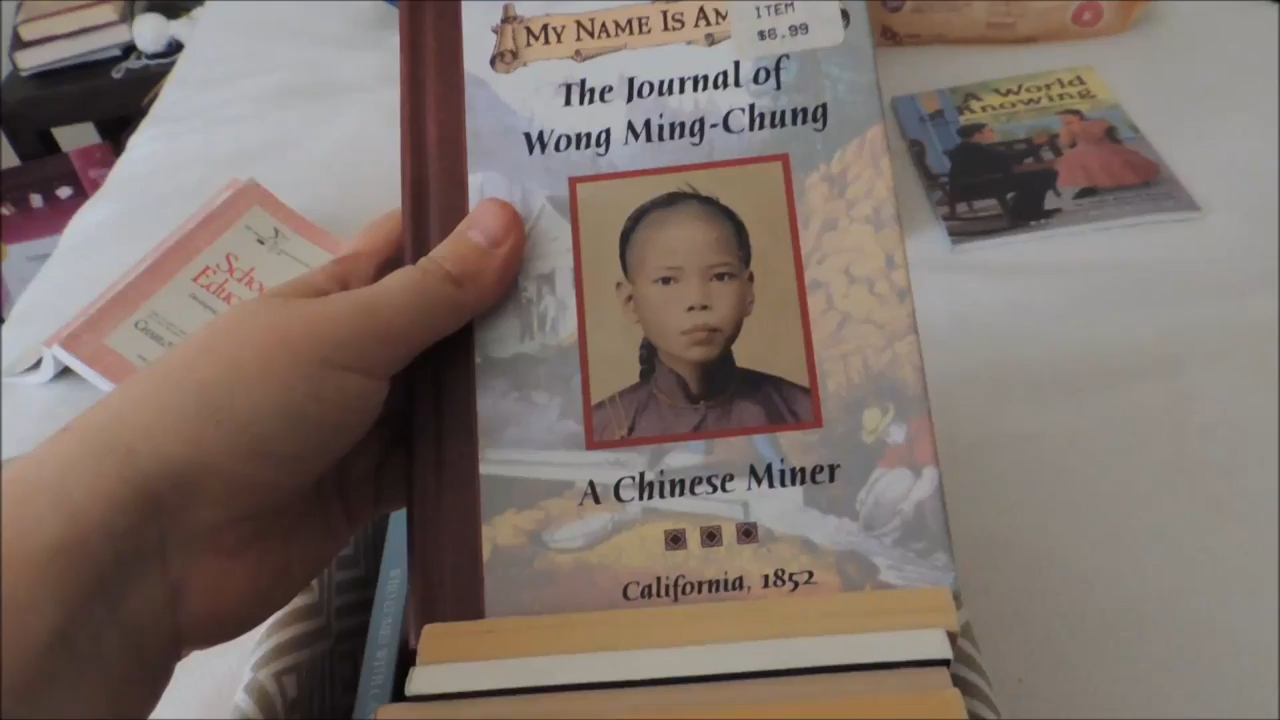 MY NAME IS AM
ITEM
$6.99
The Journal of
Wong Ming-Chung
A Chinese Miner
California, 1852
A World
Knowing